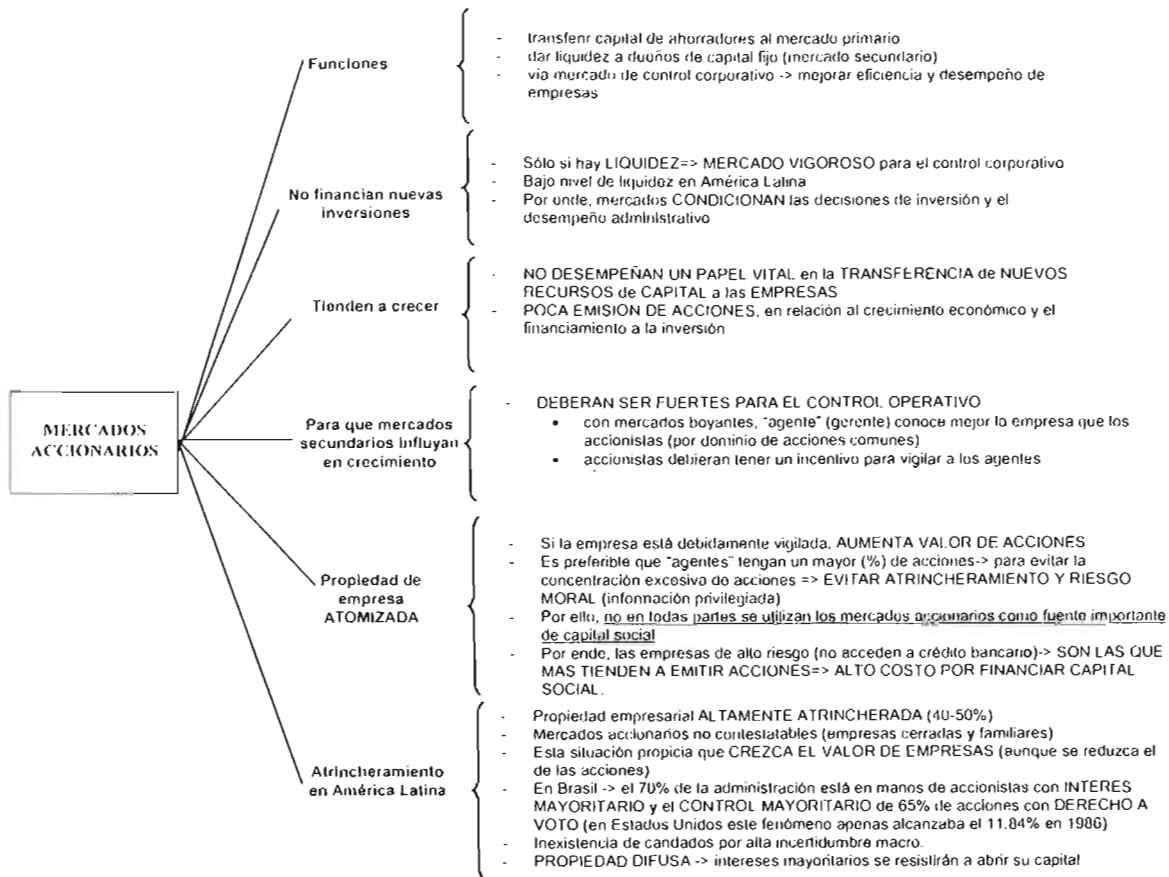 MERCADOS
ACCIONARIOS
Funciones
- transferir capital de ahorradores al mercado primario
- dar liquidez a dueños de capital fijo (mercado secundario)
- via mercado de control corporativo -> mejorar eficiencia y desempeño de
empresas
No financian nuevas
inversiones
- Sólo si hay LIQUIDEZ=> MERCADO VIGOROSO para el control corporativo
- Bajo nivel de liquidez en América Latina
- Por onde, mercados CONDICIONAN las decisiones de inversión y el
desempeño administrativo
Tienden a crecer
- NO DESEMPEÑAN UN PAPEL VITAL en la TRANSFERENCIA de NUEVOS
RECURSOS de CAPITAL a las EMPRESAS
- POCA EMISION DE ACCIONES, en relación al crecimiento económico y el
financiamiento a la inversión
Para que mercados
secundarios influyan
en crecimiento
- DEBERAN SER FUERTES PARA EL CONTROL OPERATIVO
• con mercados boyantes, "agente" (gerente) conoce mejor la empresa que los
accionistas (por dominio de acciones comunes)
• accionistas debieran tener un incentivo para vigilar a los agentes
Propiedad de
empresa
ATOMIZADA
- Si la empresa está debidamente vigilada, AUMENTA VALOR DE ACCIONES
- Es preferible que "agentes" tengan un mayor (%) de acciones-> para evitar la
concentración excesiva de acciones => EVITAR ATRINCHERAMIENTO Y RIESGO
MORAL (información privilegiada)
- Por ello, no en todas partes se utilizan los mercados accionarios como fuente importante
de capital social
- Por ende, las empresas de alto riesgo (no acceden a crédito bancario)-> SON LAS QUE
MAS TIENDEN A EMITIR ACCIONES=> ALTO COSTO POR FINANCIAR CAPITAL
SOCIAL.
Atrincheramiento
en América Latina
- Propiedad empresarial ALTAMENTE ATRINCHERADA (40-50%)
- Mercados accionarios no contestatables (empresas cerradas y familiares)
- Esta situación propicia que CREZCA EL VALOR DE EMPRESAS (aunque se reduzca el
de las acciones)
- En Brasil -> el 70% de la administración está en manos de accionistas con INTERES
MAYORITARIO y el CONTROL MAYORITARIO de 65% de acciones con DERECHO A
VOTO (en Estados Unidos este fenómeno apenas alcanzaba el 11.84% en 1986)
- Inexistencia de candados por alta incertidumbre macro.
- PROPIEDAD DIFUSA -> intereses mayoritarios se resistirán a abrir su capital